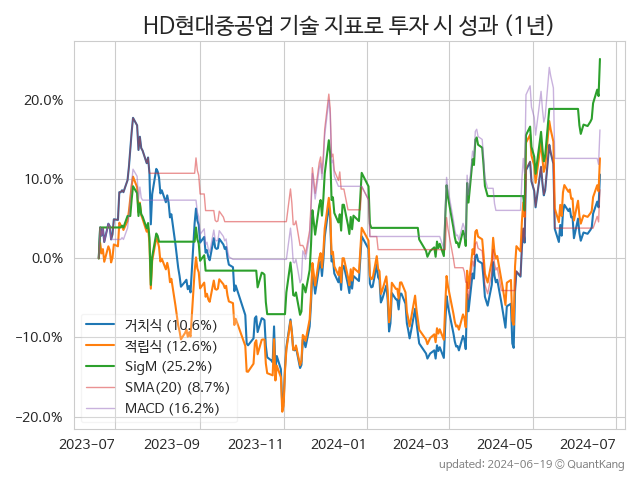 HD현대중공업 기술 지표로 투자 시 성과 (1년)
20.0%
10.0%
0.0%
−10.0%
−20.0%
거치식 (10.6%)
적립식 (12.6%)
SigM (25.2%)
SMA(20) (8.7%)
MACD (16.2%)
2023-07
2023-09
2023-11
2024-01
2024-03
2024-05
2024-07
updated: 2024-06-19 ⓒ QuantKang